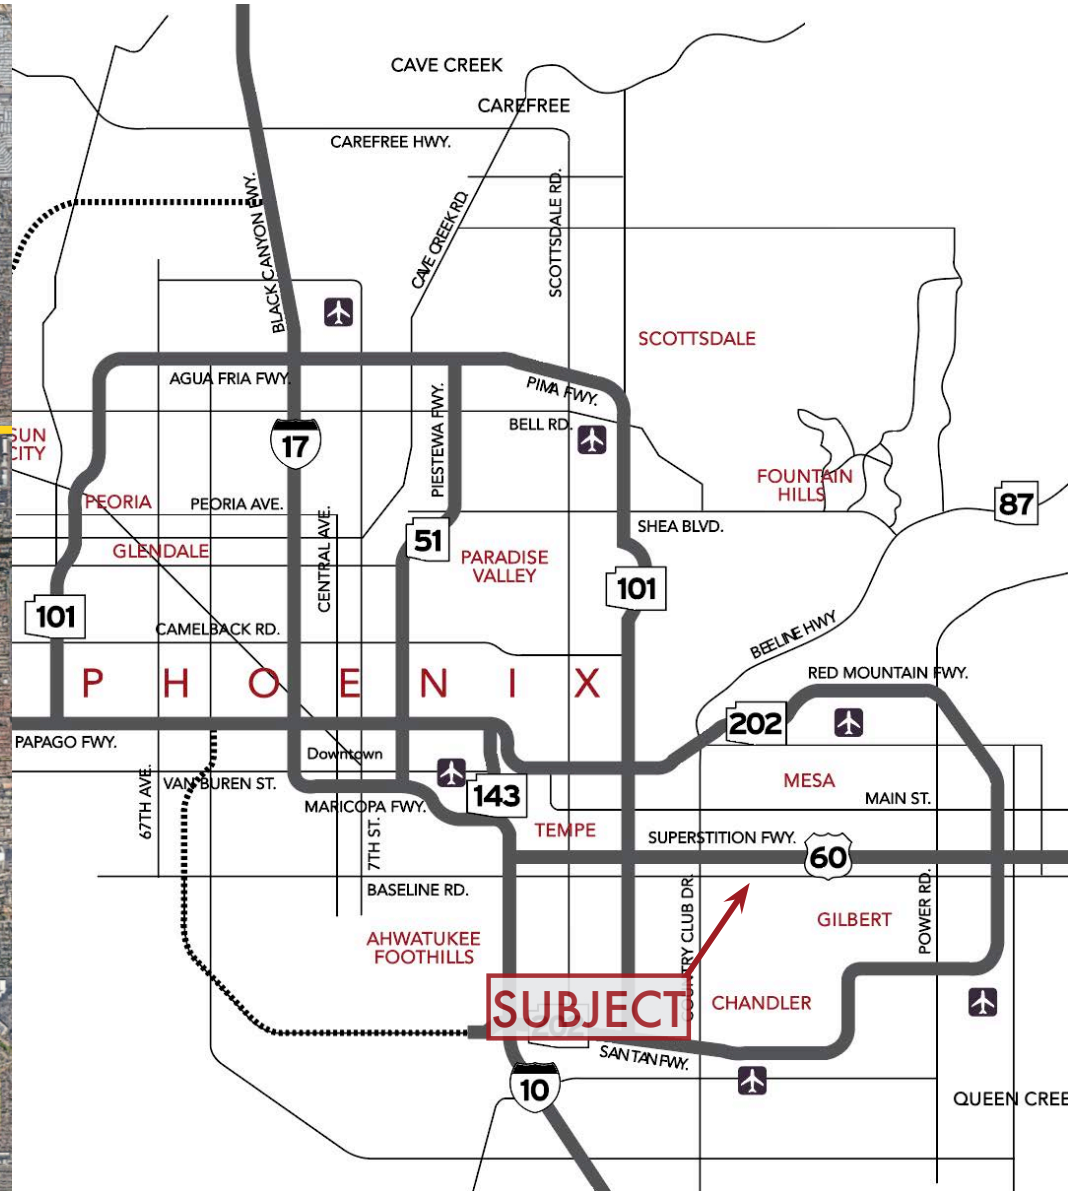 CAVE CREEK
CAREFREE
CAREFREE HWY.
BLACK CANYON FWY.
CAVE CREEK RD.
SCOTTSDALE RD.
SCOTTSDALE
AGUA FRIA FWY.
PIMA FWY.
PIESTEWA FWY.
BELL RD.
SUN
CITY
17
FOUNTAIN
HILLS
PEORIA
PEORIA AVE.
87
CENTRAL AVE.
51
SHEA BLVD.
GLENDALE
PARADISE
VALLEY
101
101
CAMELBACK RD.
BEELINE HWY
PHOENIX
RED MOUNTAIN FWY.
202
PAPAGO FWY.
Downtown
67TH AVE.
VAN BUREN ST.
MARICOPA FWY.
143
MESA
MAIN ST.
7TH ST.
TEMPE
SUPERSTITION FWY.
60
BASELINE RD.
COUNTRY CLUB DR.
POWER RD.
GILBERT
AHWATUKEE
FOOTHILLS
SUBJECT
CHANDLER
202
SANTAN FWY.
10
QUEEN CREE